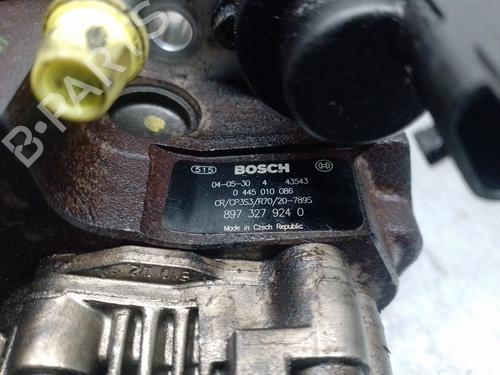 B-PARTS
515 BOSCH
04-05-30 4 43543
0 445 010 086
CR/CP3S3/R70/20-789S
897 327 924 0
Made in Czech Republic